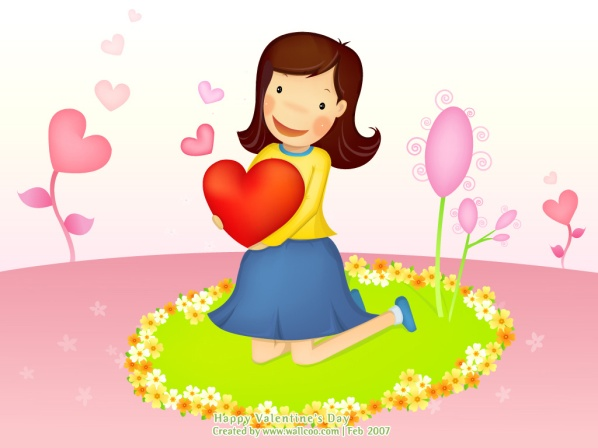 Happy Valentine's Day
Created by www.wallcoo.com | Feb 2007